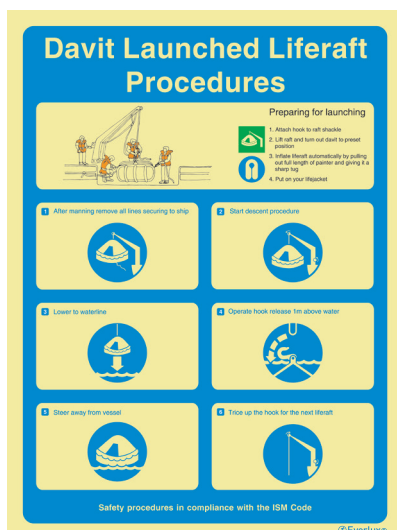 Davit Launched Liferaft
Procedures
Preparing for launching
1. Attach hook to raft shackle
2. Lift raft and turn out davit to preset
position
3. Inflate liferaft automatically by pulling
out full length of painter and giving it a
sharp tug
4. Put on your lifejacket
1 After manning remove all lines securing to ship
2 Start descent procedure
3 Lower to waterline
4 Operate hook release 1m above water
5 Steer away from vessel
6 Trice up the hook for the next liferaft
Safety procedures in compliance with the ISM Code
Everlux